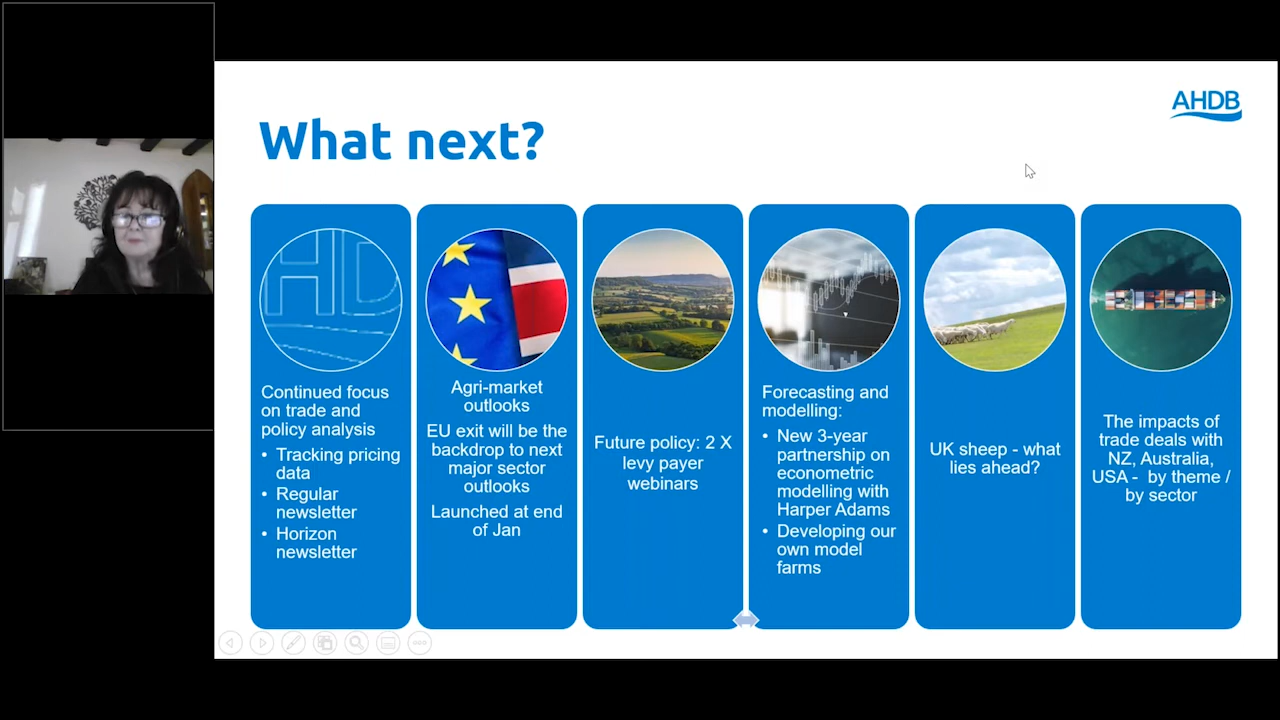 AHDB
What next?
HD
Continued focus
on trade and
policy analysis
• Tracking pricing
data
• Regular
newsletter
• Horizon
newsletter
Agri-market
outlooks
EU exit will be the
backdrop to next
major sector
outlooks
Launched at end
of Jan
Future policy: 2 X
levy payer
webinars
Forecasting and
modelling:
• New 3-year
partnership on
econometric
modelling with
Harper Adams
• Developing our
own model
farms
UK sheep - what
lies ahead?
The impacts of
trade deals with
NZ, Australia,
USA - by theme /
by sector